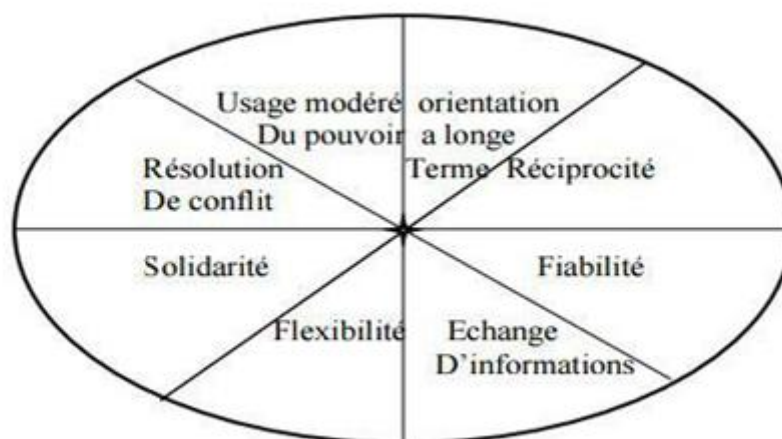 Usage modéré orientation
Du pouvoir a longe
Terme Réciprocité
Résolution
De conflit
Solidarité
Fiabilité
Flexibilité
Echange
D'informations